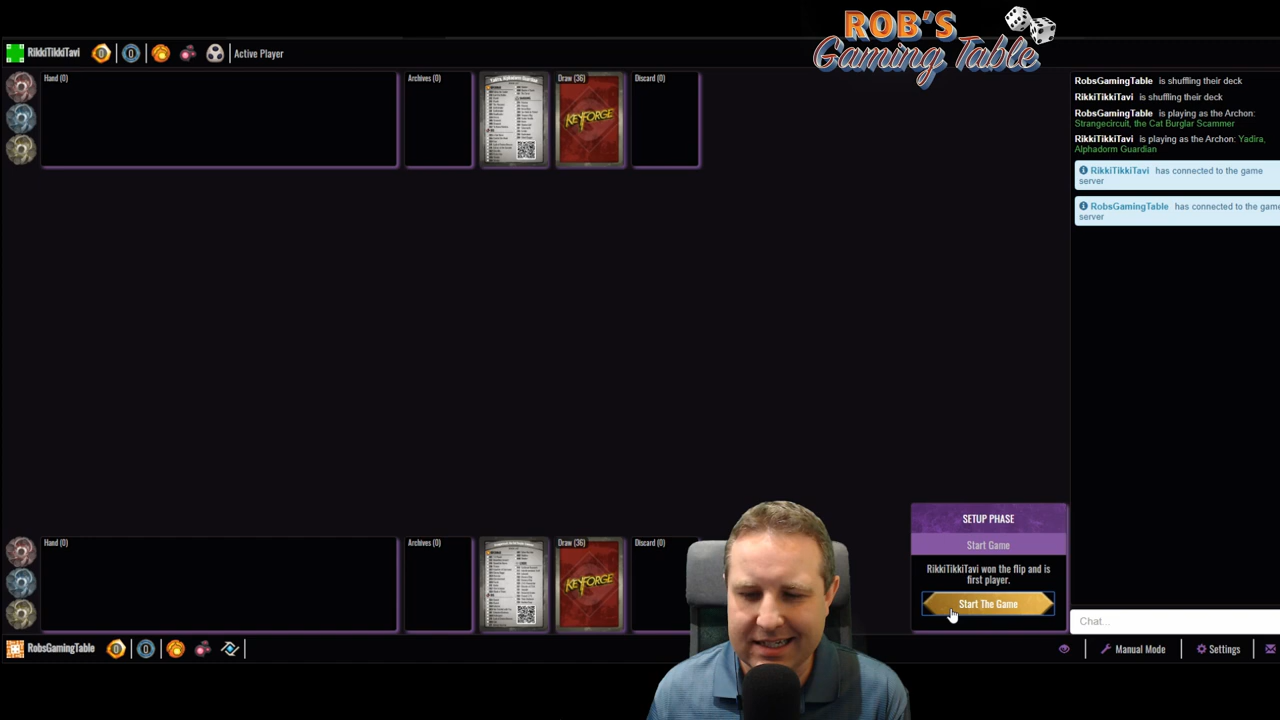 ROB'S
Gaming Table
RikkiTikkiTavi 0 0 Active Player
Hand (0) Archives (0) Draw (36) Discard (0)
KEYFORGE
RobsGamingTable is shuffling their deck
RikkiTikkiTavi is shuffling their deck
RobsGamingTable is playing as the Archon:
Strangecircuit, the Cat Burglar Scammer
RikkiTikkiTavi is playing as the Archon: Yadira,
Alphadorm Guardian
RikkiTikkiTavi has connected to the game
server
RobsGamingTable has connected to the game
server
SETUP PHASE
Start Game
RikkiTikkiTavi won the flip and is
first player.
Start The Game
Hand (0) Archives (0) Draw (36) Discard (0)
KEYFORGE
Chat...
RobsGamingTable 0 0
Manual Mode Settings